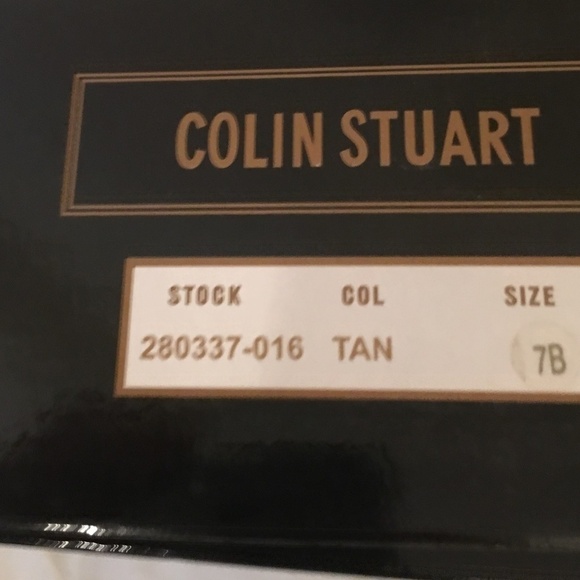 COLIN STUART
STOCK COL SIZE
280337-016 TAN 7B